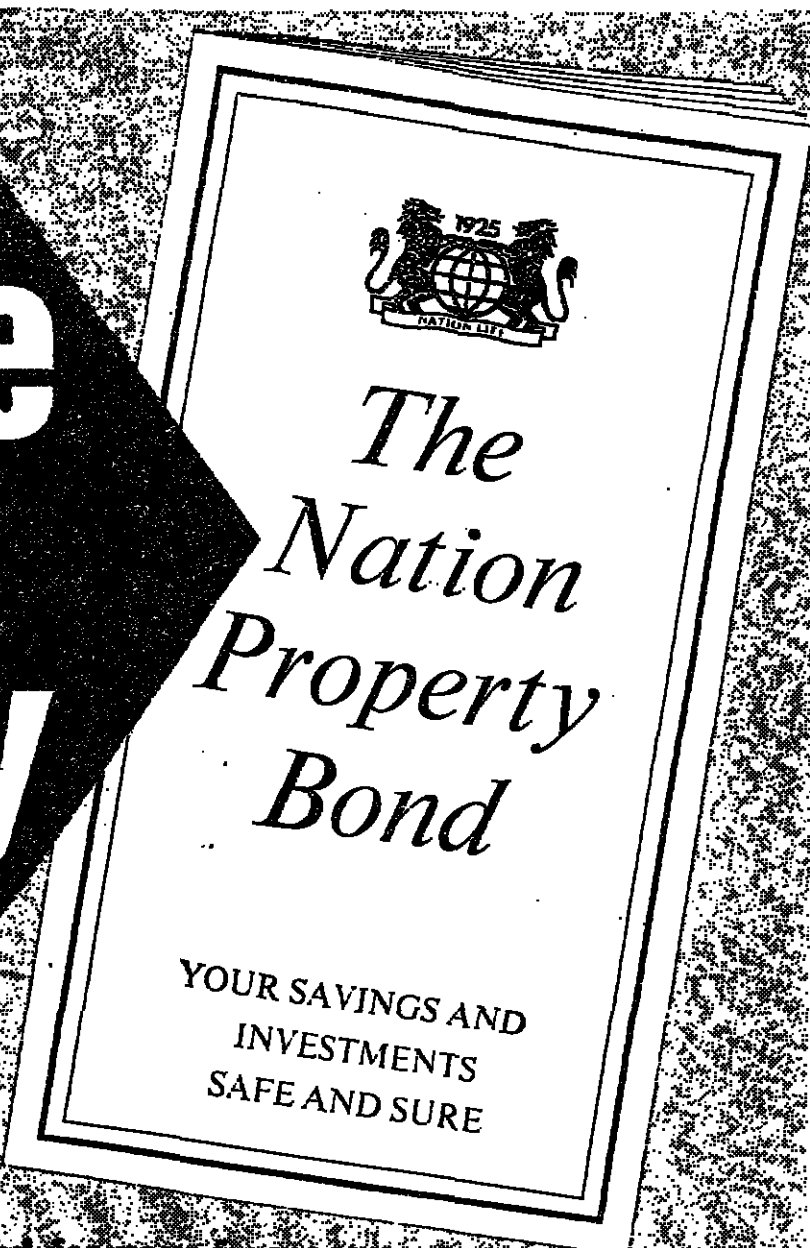 e
y
1925
NATION LIFE
The
Nation
Property
Bond
YOUR SAVINGS AND
INVESTMENTS
SAFE AND SURE